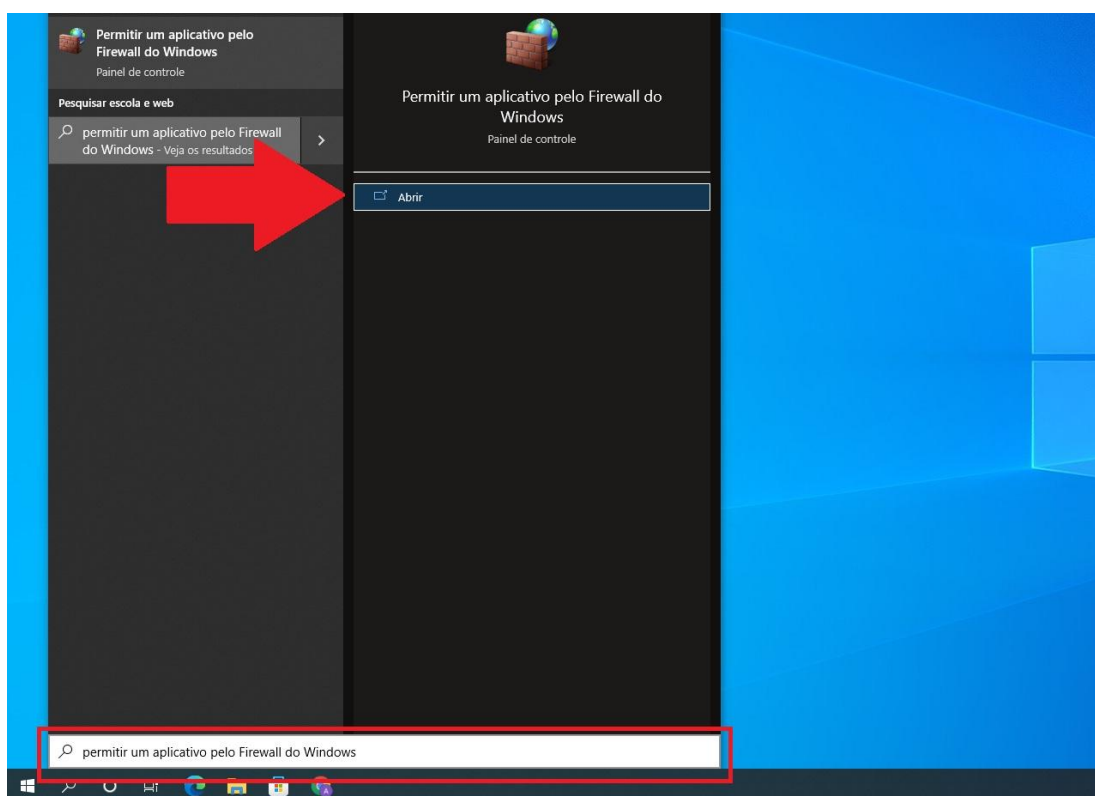 Permitir um aplicativo pelo
Firewall do Windows
Painel de controle
Pesquisar escola e web
permitir um aplicativo pelo Firewall
do Windows - Veja os resultados
Permitir um aplicativo pelo Firewall do
Windows
Painel de controle
Abrir
permitir um aplicativo pelo Firewall do Windows